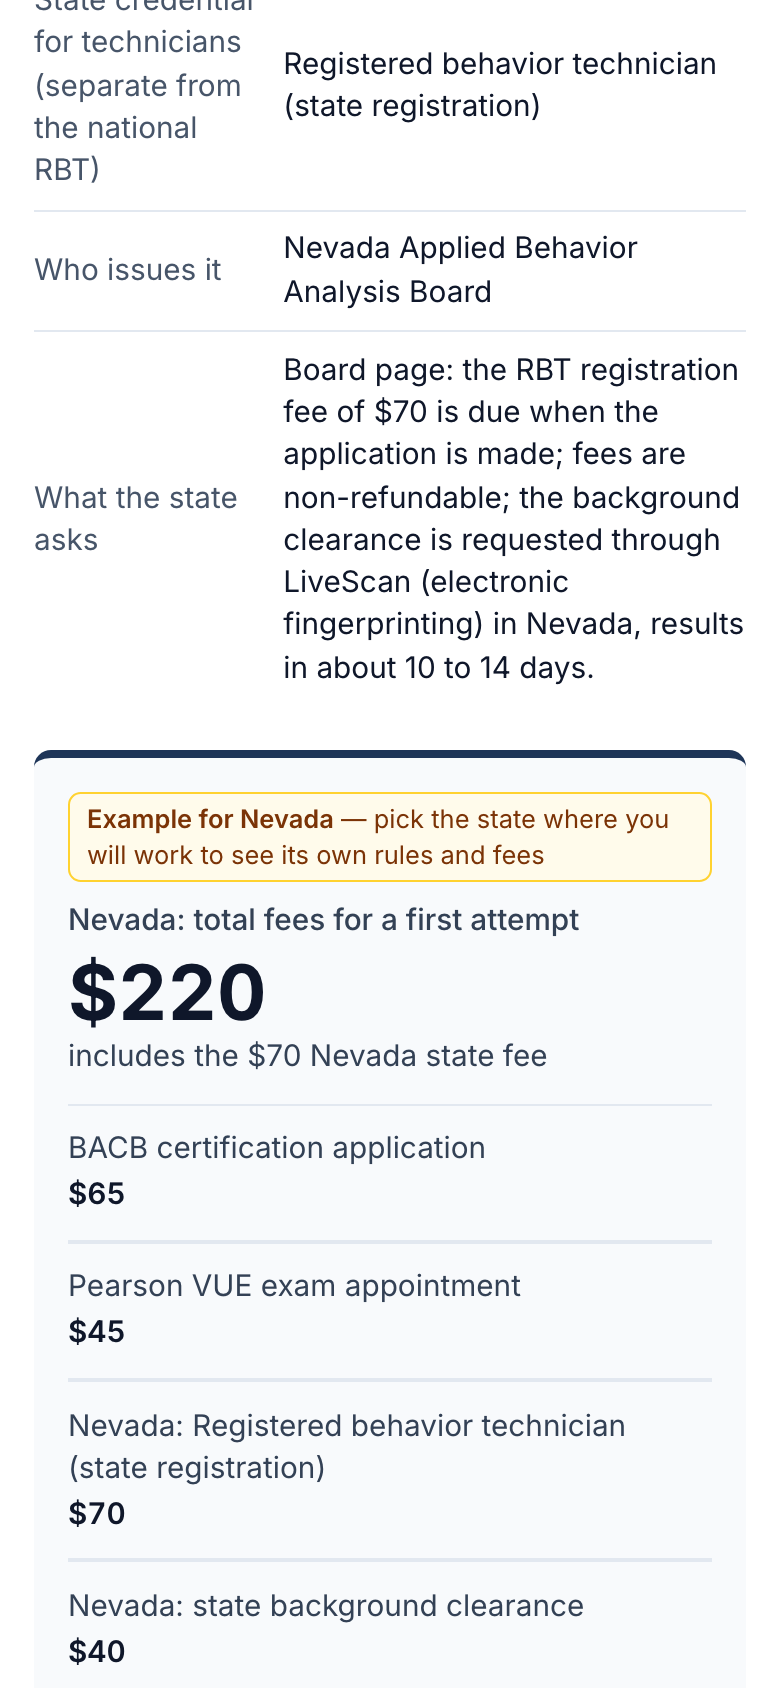 State credential
for technicians
(separate from
the national
RBT)
Registered behavior technician
(state registration)
Who issues it
Nevada Applied Behavior
Analysis Board
What the state
asks
Board page: the RBT registration
fee of $70 is due when the
application is made; fees are
non-refundable; the background
clearance is requested through
LiveScan (electronic
fingerprinting) in Nevada, results
in about 10 to 14 days.
Example for Nevada — pick the state where you
will work to see its own rules and fees
Nevada: total fees for a first attempt
$220
includes the $70 Nevada state fee
BACB certification application
$65
Pearson VUE exam appointment
$45
Nevada: Registered behavior technician
(state registration)
$70
Nevada: state background clearance
$40